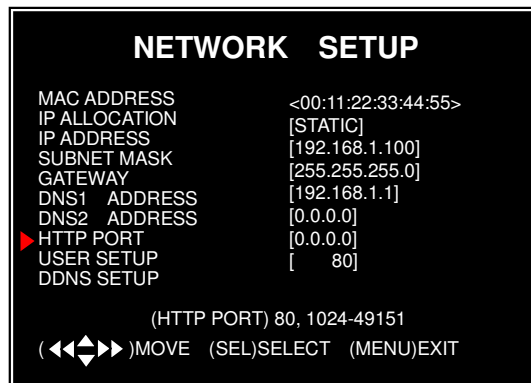 NETWORK SETUP
MAC ADDRESS <00:11:22:33:44:55>
IP ALLOCATION [STATIC]
IP ADDRESS [192.168.1.100]
SUBNET MASK [255.255.255.0]
GATEWAY [192.168.1.1]
DNS1 ADDRESS [0.0.0.0]
DNS2 ADDRESS [0.0.0.0]
HTTP PORT [ 80]
USER SETUP
DDNS SETUP
(HTTP PORT) 80, 1024-49151
( )MOVE (SEL)SELECT (MENU)EXIT